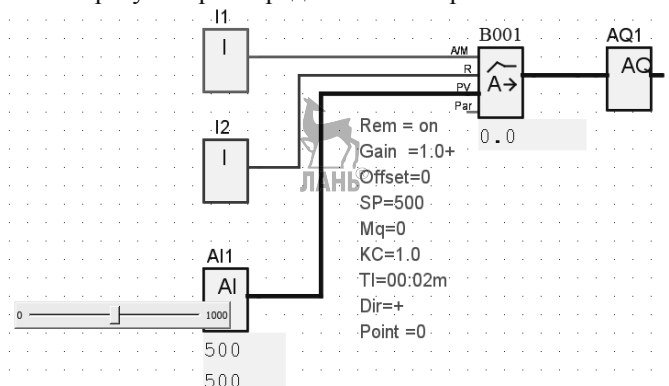 I1
I
B001
AQ1
A/M
R
PV
Par
A→
AQ
0.0
I2
I
ЛАНЬ
Rem = on
Gain =1.0+
Offset=0
SP=500
Mq=0
KC=1.0
TI=00:02m
Dir=+
Point =0
AI1
AI
0
1000
500
500